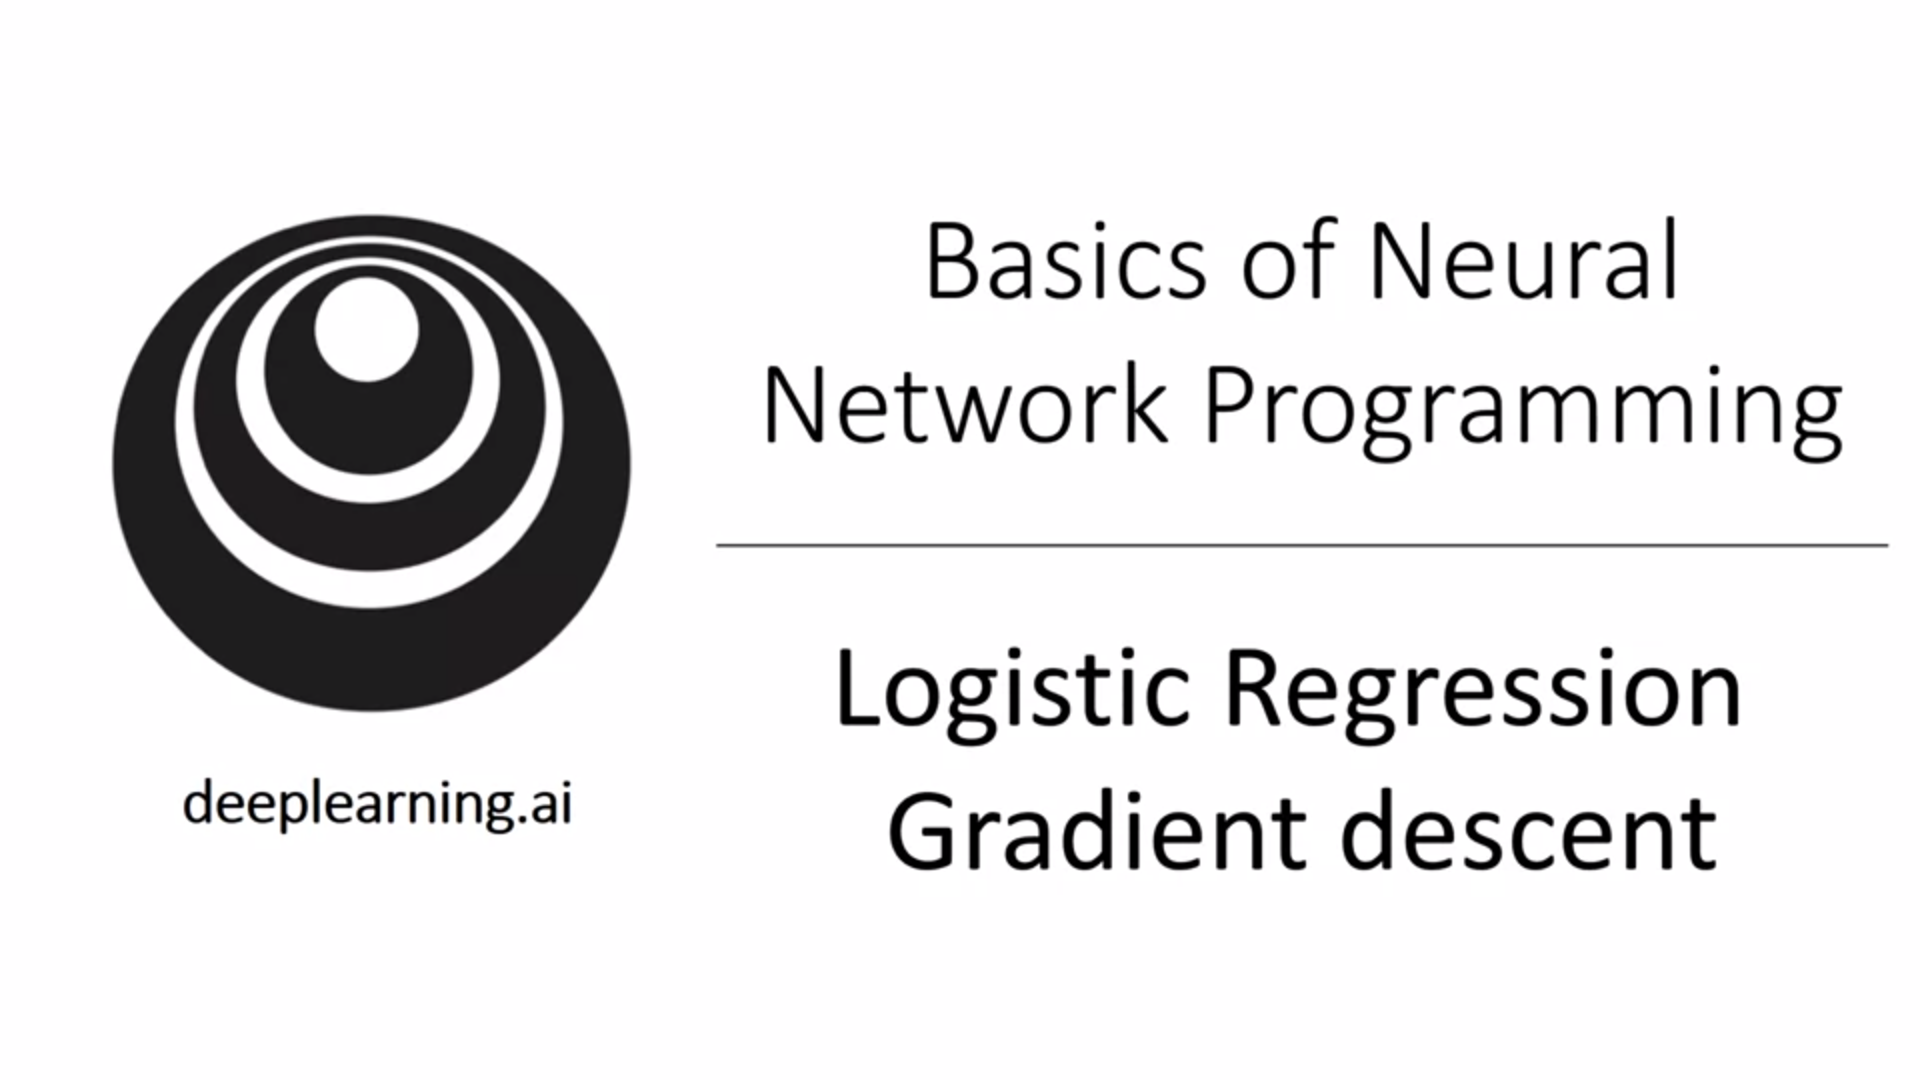 Basics of Neural
Network Programming
Logistic Regression
Gradient descent
deeplearning.ai